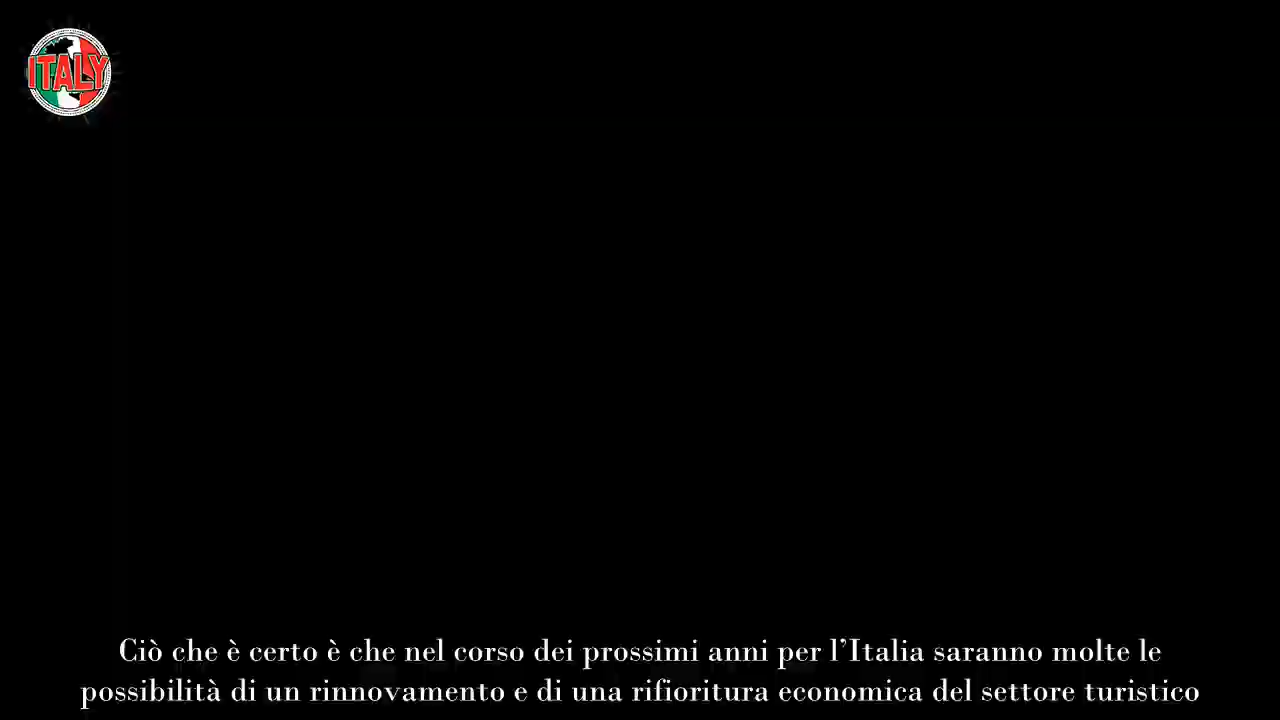 ITALY
Ciò che è certo è che nel corso dei prossimi anni per l’Italia saranno molte le
possibilità di un rinnovamento e di una rifioritura economica del settore turistico